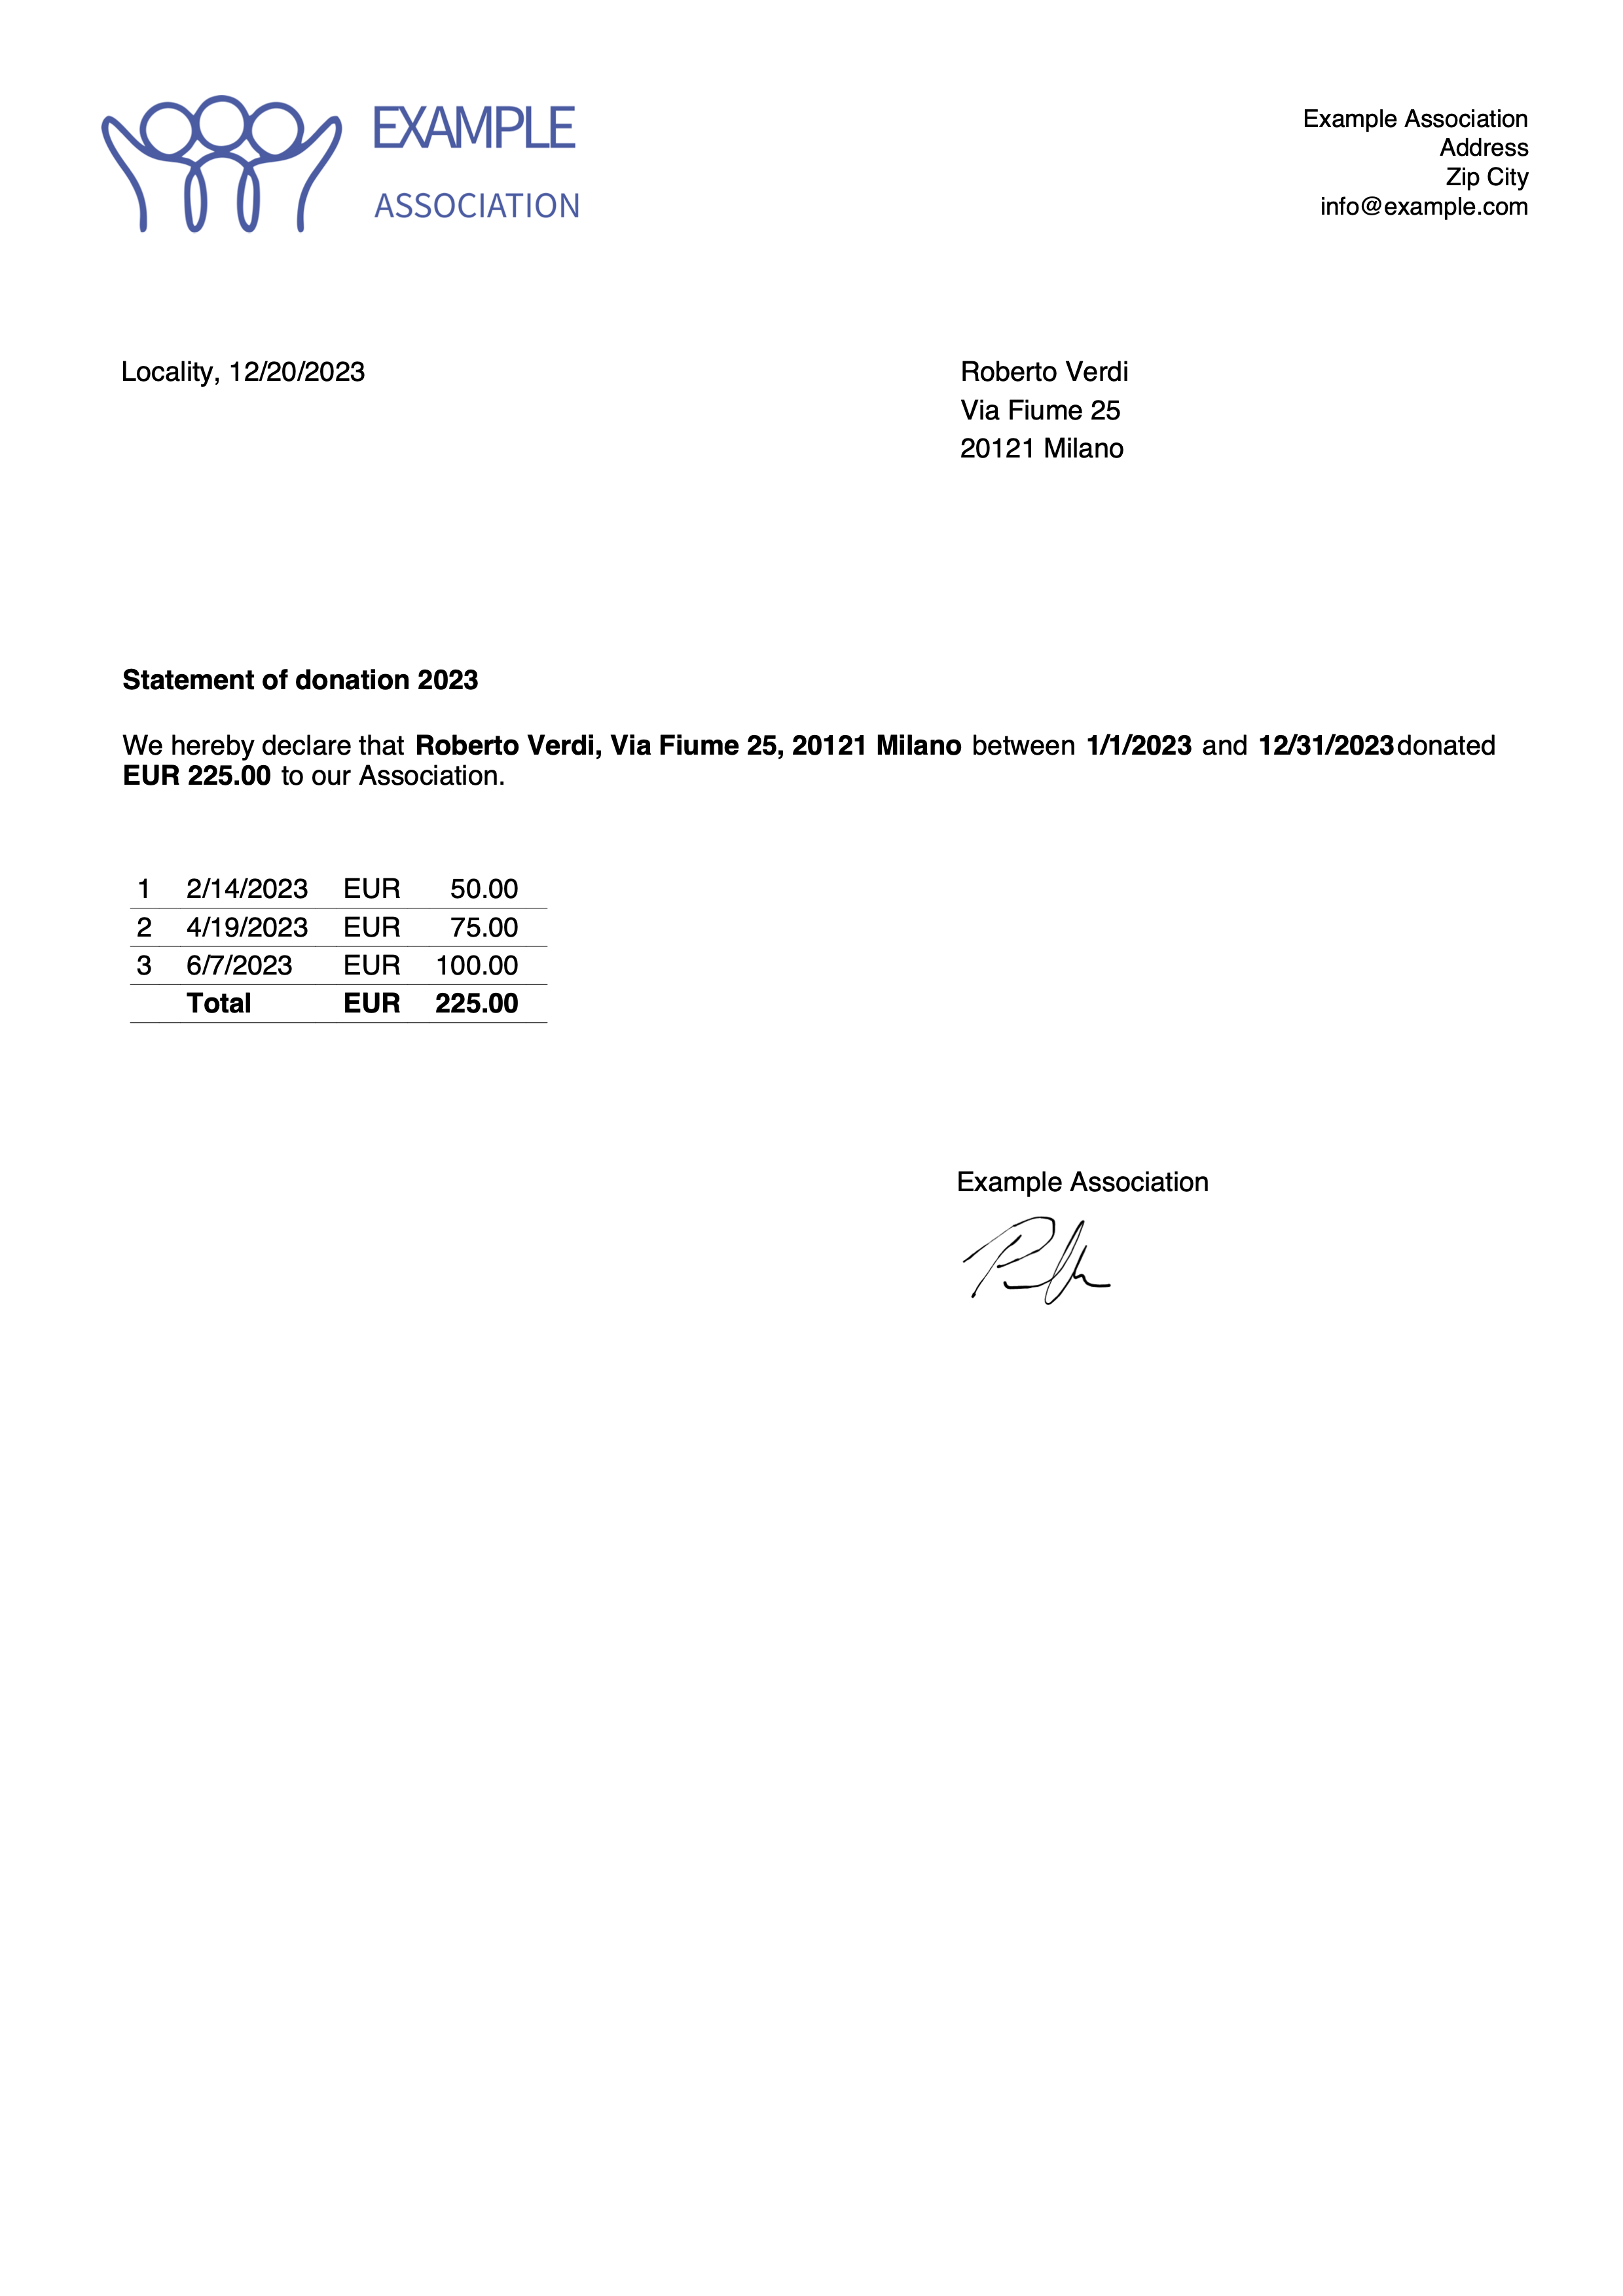 EXAMPLE
ASSOCIATION
Example Association
Address
Zip City
info@example.com
Locality, 12/20/2023
Roberto Verdi
Via Fiume 25
20121 Milano
Statement of donation 2023
We hereby declare that Roberto Verdi, Via Fiume 25, 20121 Milano between 1/1/2023 and 12/31/2023 donated
EUR 225.00 to our Association.
1 2/14/2023 EUR 50.00
2 4/19/2023 EUR 75.00
3 6/7/2023 EUR 100.00
Total EUR 225.00
Example Association